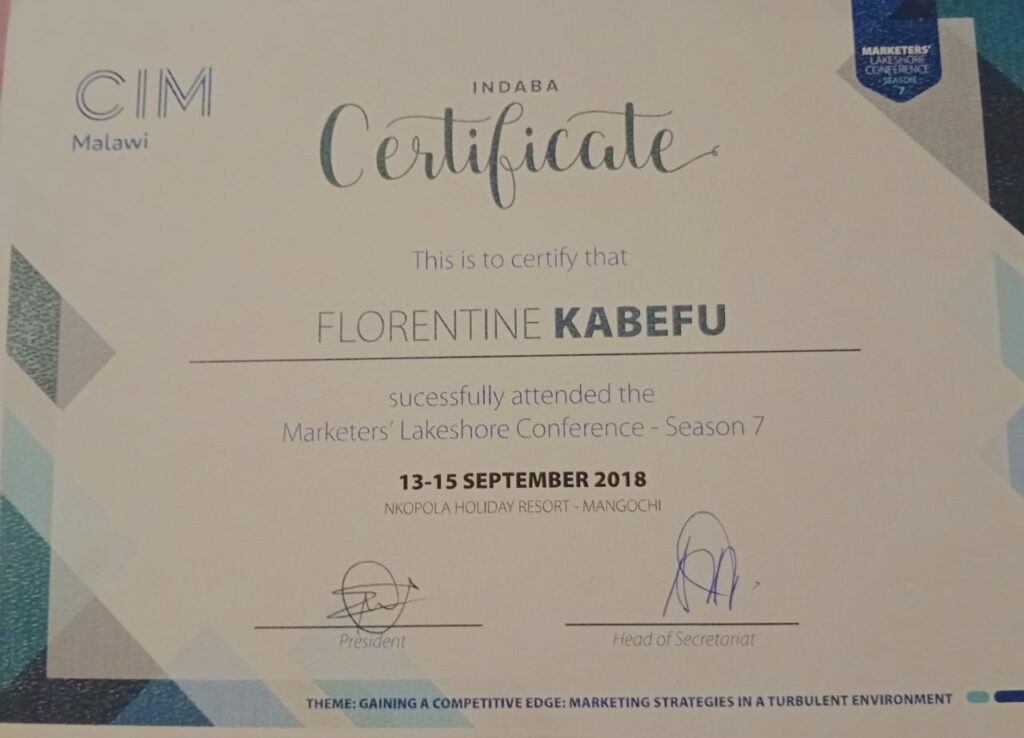 CIM
Malawi
MARKETERS'
LAKESHORE
CONFERENCE
- SEASON -
7
INDABA
Certificate
This is to certify that
FLORENTINE KABEFU
sucessfully attended the
Marketers' Lakeshore Conference - Season 7
13-15 SEPTEMBER 2018
NKOPOLA HOLIDAY RESORT - MANGOCHI
President
Head of Secretariat
THEME: GAINING A COMPETITIVE EDGE: MARKETING STRATEGIES IN A TURBULENT ENVIRONMENT